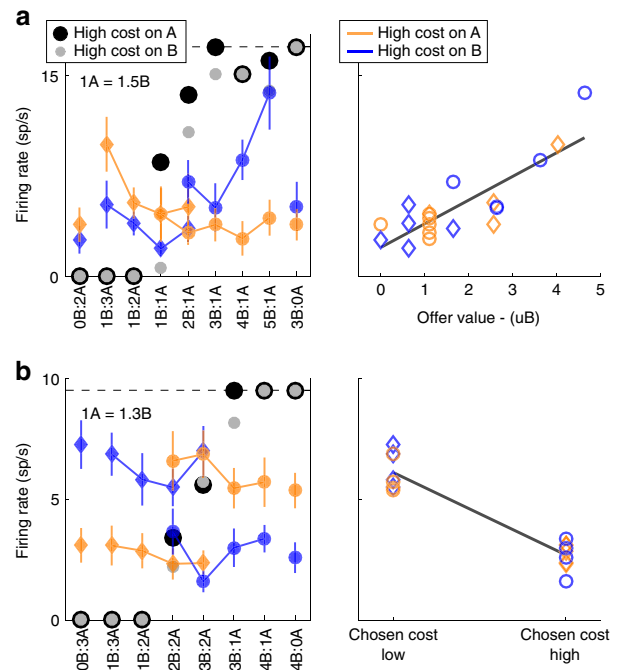 a
High cost on A
High cost on B
1A = 1.5B
15
0
Firing rate (sp/s)
0B:2A
1B:3A
1B:2A
1B:1A
2B:1A
3B:1A
4B:1A
5B:1A
3B:0A
High cost on A
High cost on B
0 1 2 3 4 5
Offer value - (uB)
b
1A = 1.3B
10
5
0
Firing rate (sp/s)
0B:3A
1B:3A
1B:2A
2B:2A
3B:2A
3B:1A
4B:1A
4B:0A
Chosen cost
low
Chosen cost
high